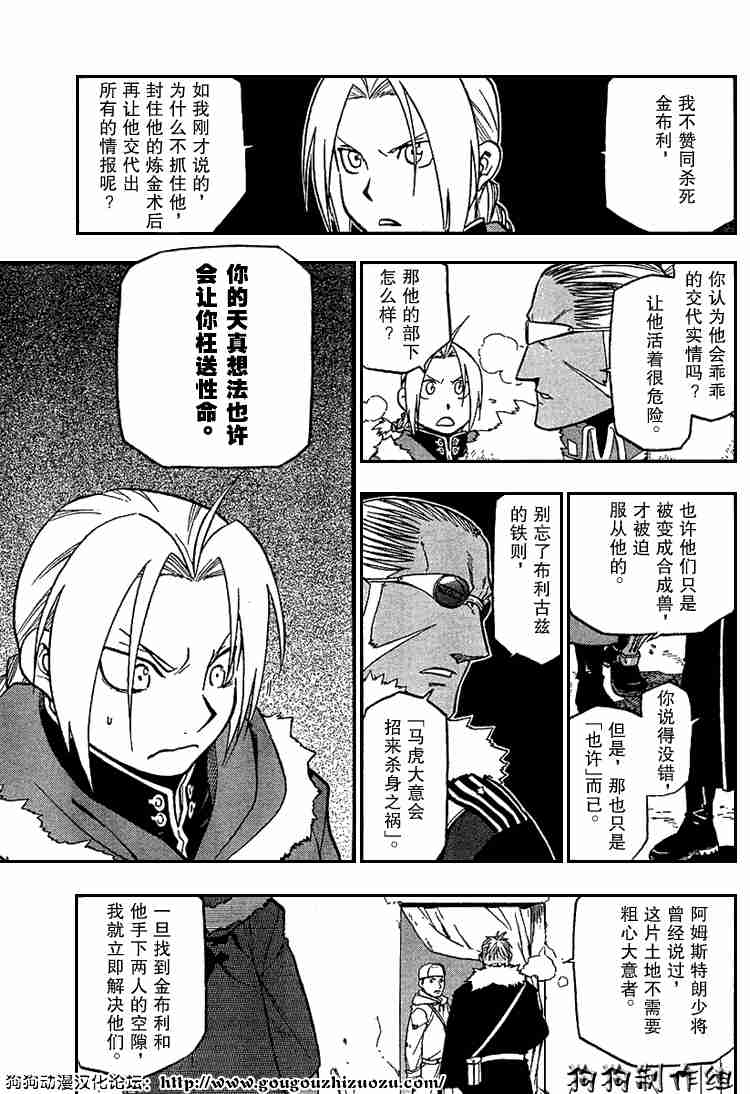 我不赞同杀死
金布利，
如我刚才说的，
为什么不抓住他，
封住他的炼金术后
再让他交代出
所有的情报呢？
你认为他会乖乖
的交代实情吗？
让他活着很危险。
那他的部下
怎么样？
也许他们只是
被变成合成兽，
才被迫
服从他的。
你说得没错，
但是，那也只是
「也许」而已。
别忘了布利古兹
的铁则，
「马虎大意会
招来杀身之祸」。
你的天真想法也许
会让你枉送性命。
阿姆斯特朗少将
曾经说过，
这片土地不需要
粗心大意者。
一旦找到金布利和
他手下两人的空隙，
我就立即解决他们。
狗狗动漫汉化论坛：http://www.gougouzhizuozu.com/
狗狗制作组